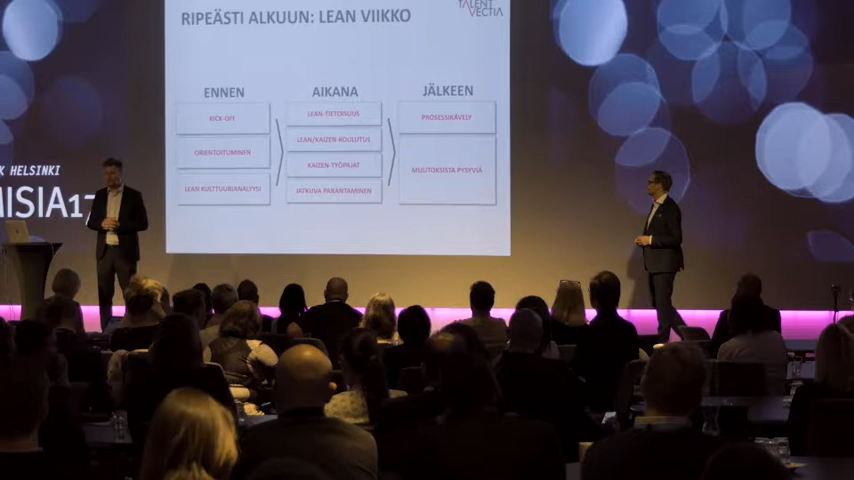 RIPEÄSTI ALKUUN: LEAN VIIKKO
TALENT
VECTIA
ENNEN
KICK-OFF
ORIENTOITUMINEN
LEAN KULTTUURIANALYYSI
AIKANA
LEAN-TIETOISUUS
LEAN/KAIZEN-KOULUTUS
KAIZEN-TYÖPAJAT
JATKUVA PARANTAMINEN
JÄLKEEN
PROSESSIKÄVELY
MUUTOKSISTA PYSYVIÄ
HELSINKI